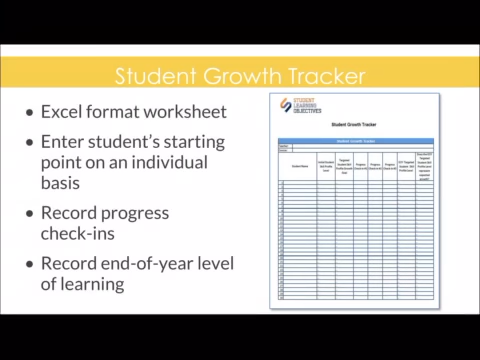 Student Growth Tracker
• Excel format worksheet
• Enter student's starting
point on an individual
basis
• Record progress
check-ins
• Record end-of-year level
of learning
STUDENT
LEARNING
OBJECTIVES
Student Growth Tracker
Student Growth Tracker
Student Name